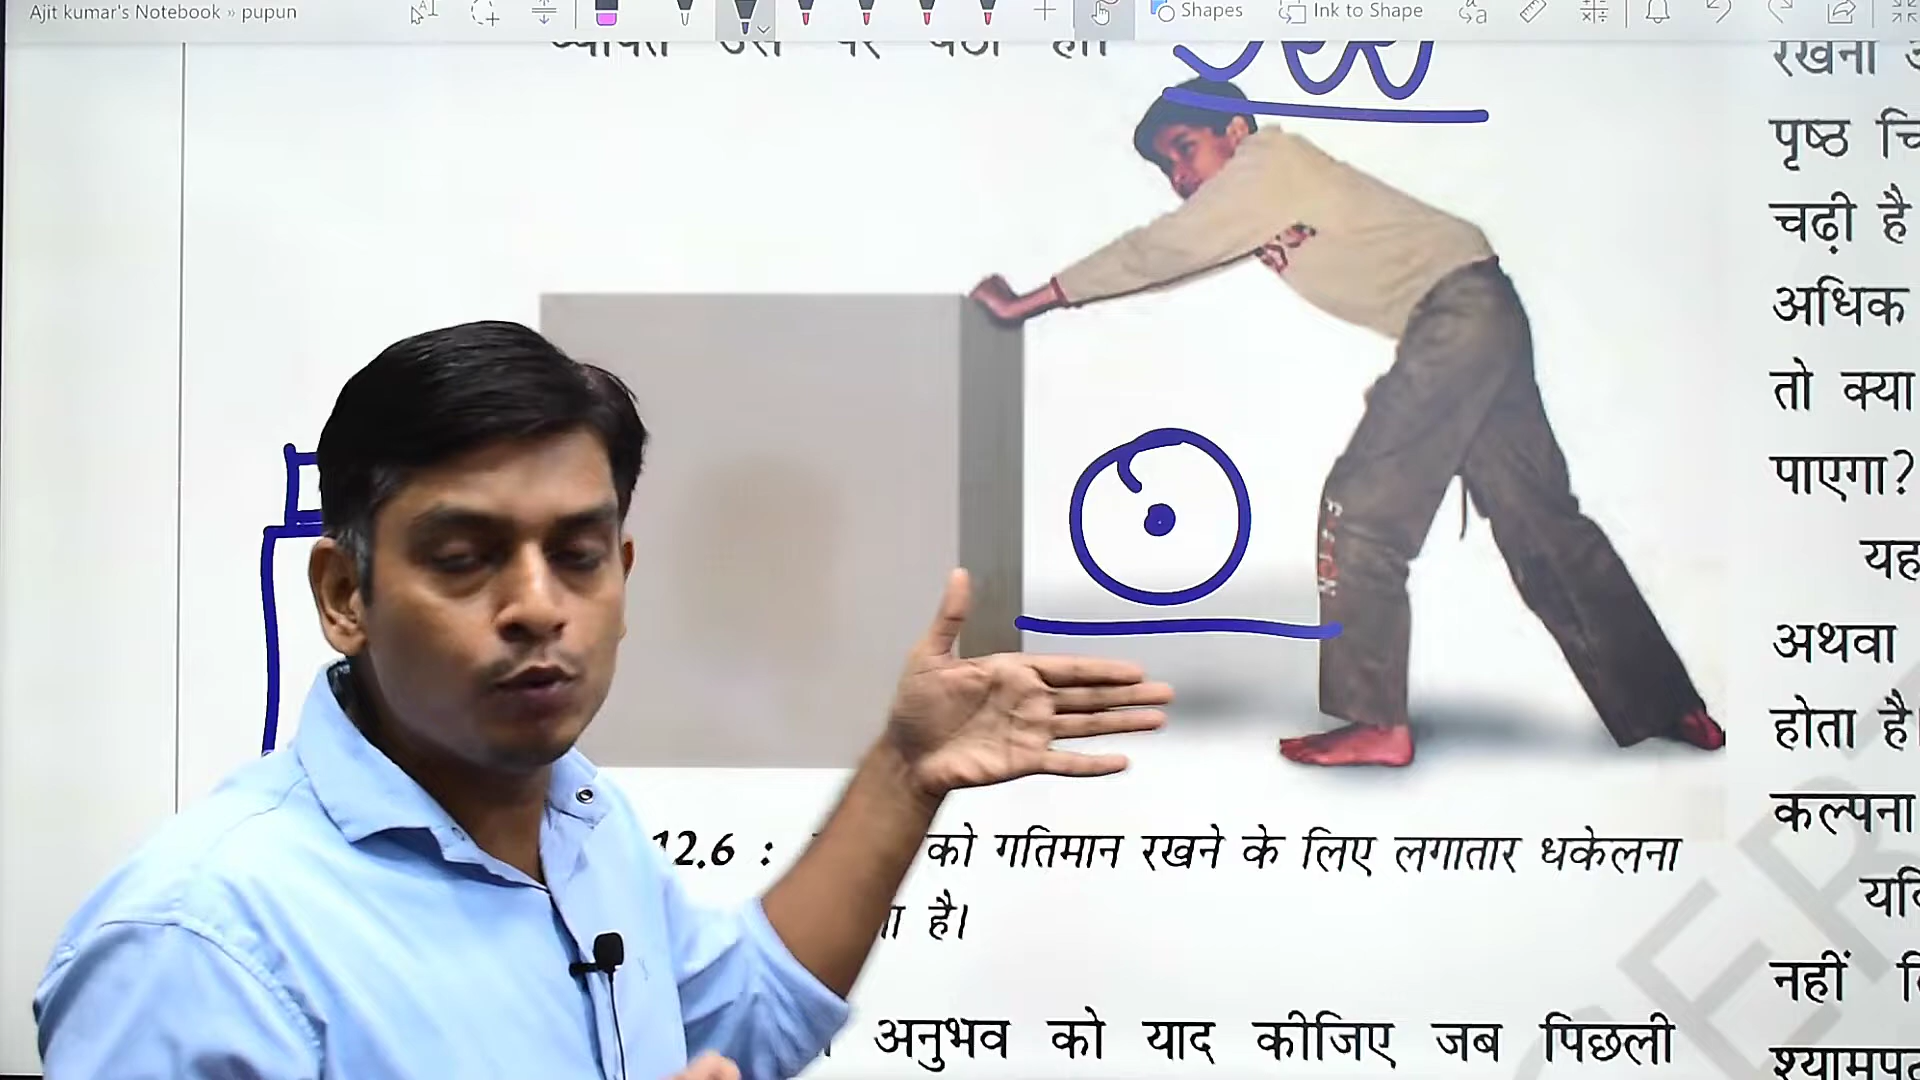 Ajit kumar's Notebook » pupun
Shapes
Ink to Shape
रखना
पृष्ठ
चढ़ी है
अधिक
तो क्या
पाएगा?
यह
अथवा
होता है।
कल्पना
नहीं
12.6 : को गतिमान रखने के लिए लगातार धकेलना
है।
अनुभव को याद कीजिए जब पिछली